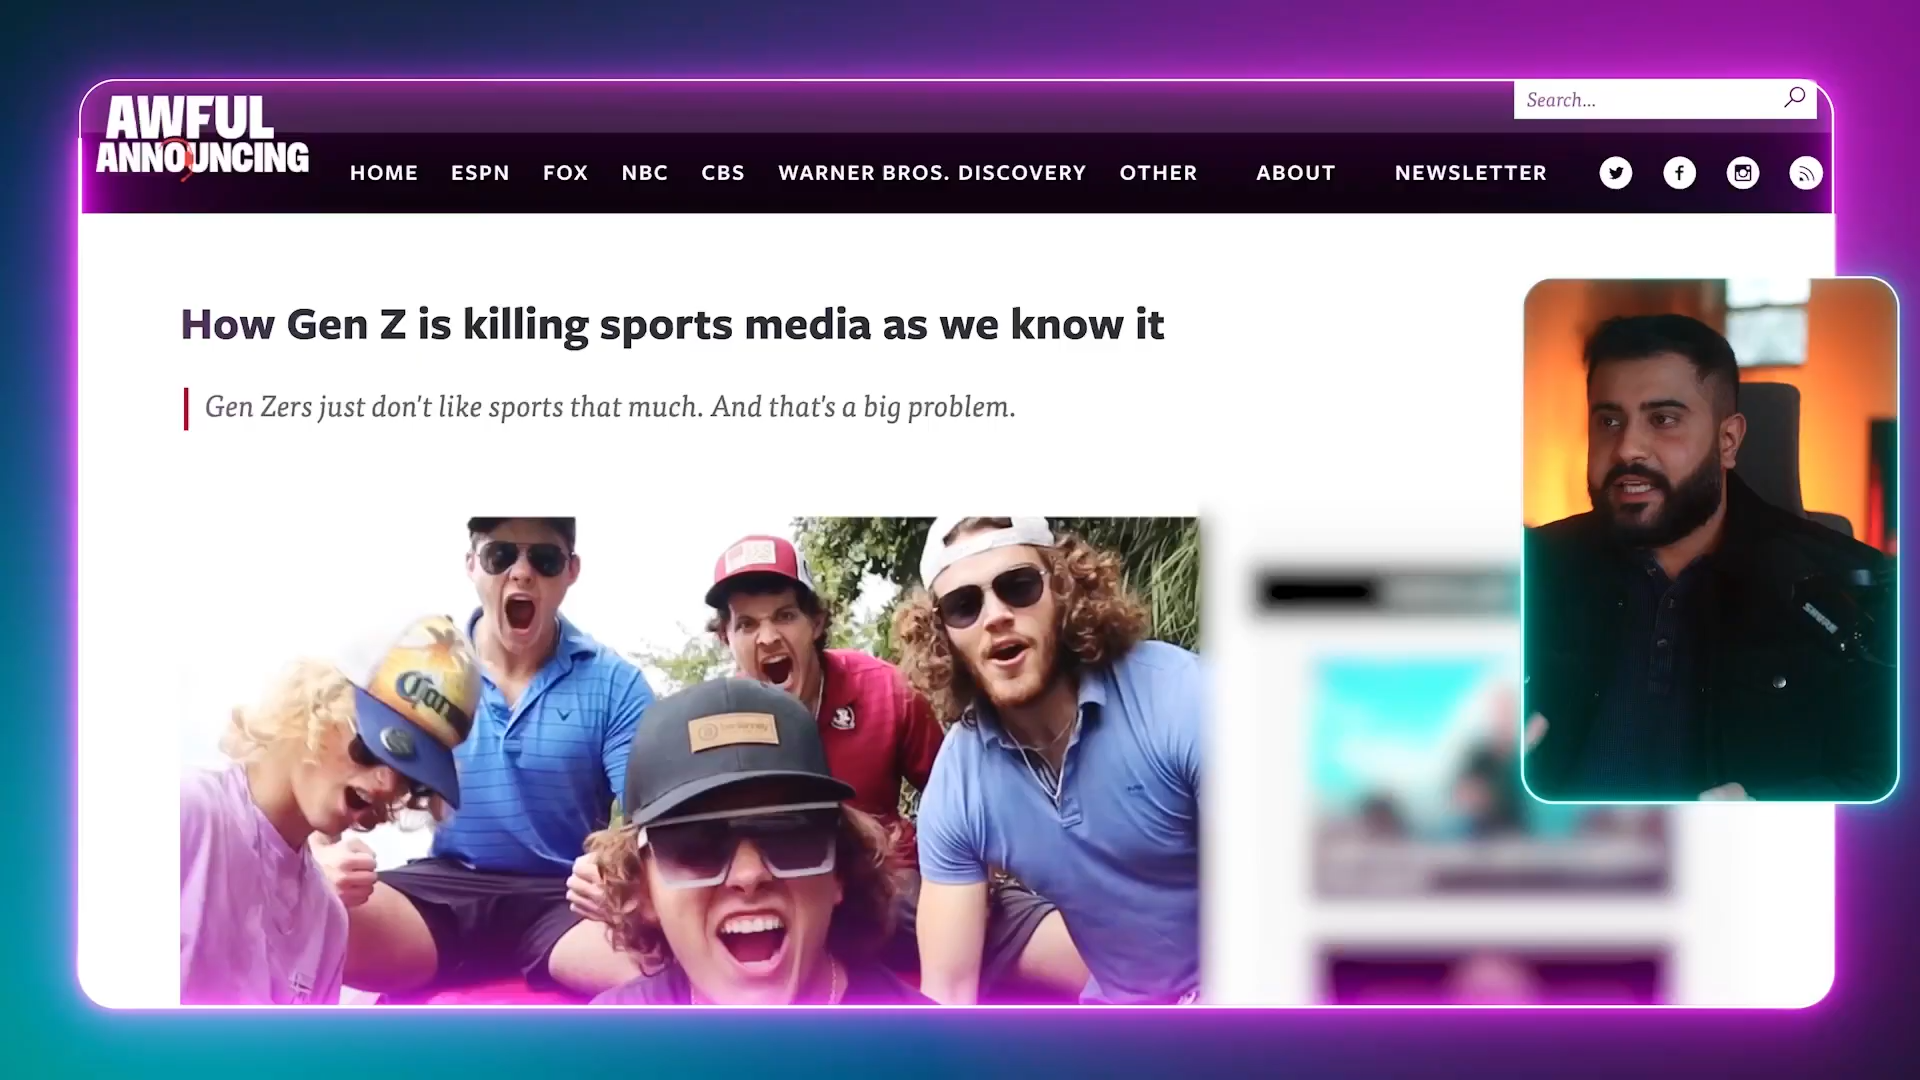 AWFUL
ANNOUNCING
Search...
HOME ESPN FOX NBC CBS WARNER BROS. DISCOVERY OTHER ABOUT NEWSLETTER
How Gen Z is killing sports media as we know it
Gen Zers just don't like sports that much. And that's a big problem.
SHURE